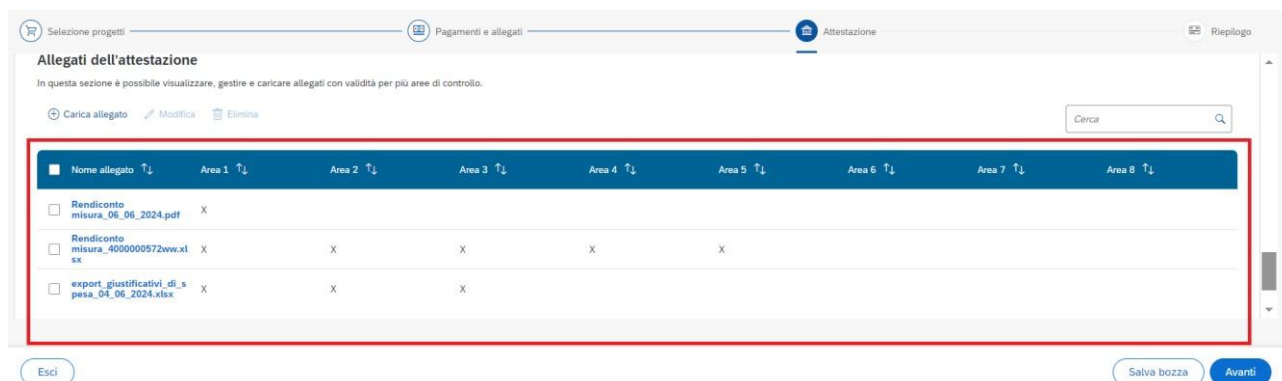 Selezione progetti Pagamenti e allegati Attestazione Riepilogo
Allegati dell'attestazione
In questa sezione è possibile visualizzare, gestire e caricare allegati con validità per più aree di controllo.
Carica allegato Modifica Elimina Cerca
Nome allegato Area 1 Area 2 Area 3 Area 4 Area 5 Area 6 Area 7 Area 8
Rendiconto
misura_06_06_2024.pdf X
Rendiconto
misura_4000000572ww.xl X X X X X
sx
export_giustificativi_di_s
pesa_04_06_2024.xlsx X X X
Esci Salva bozza Avanti